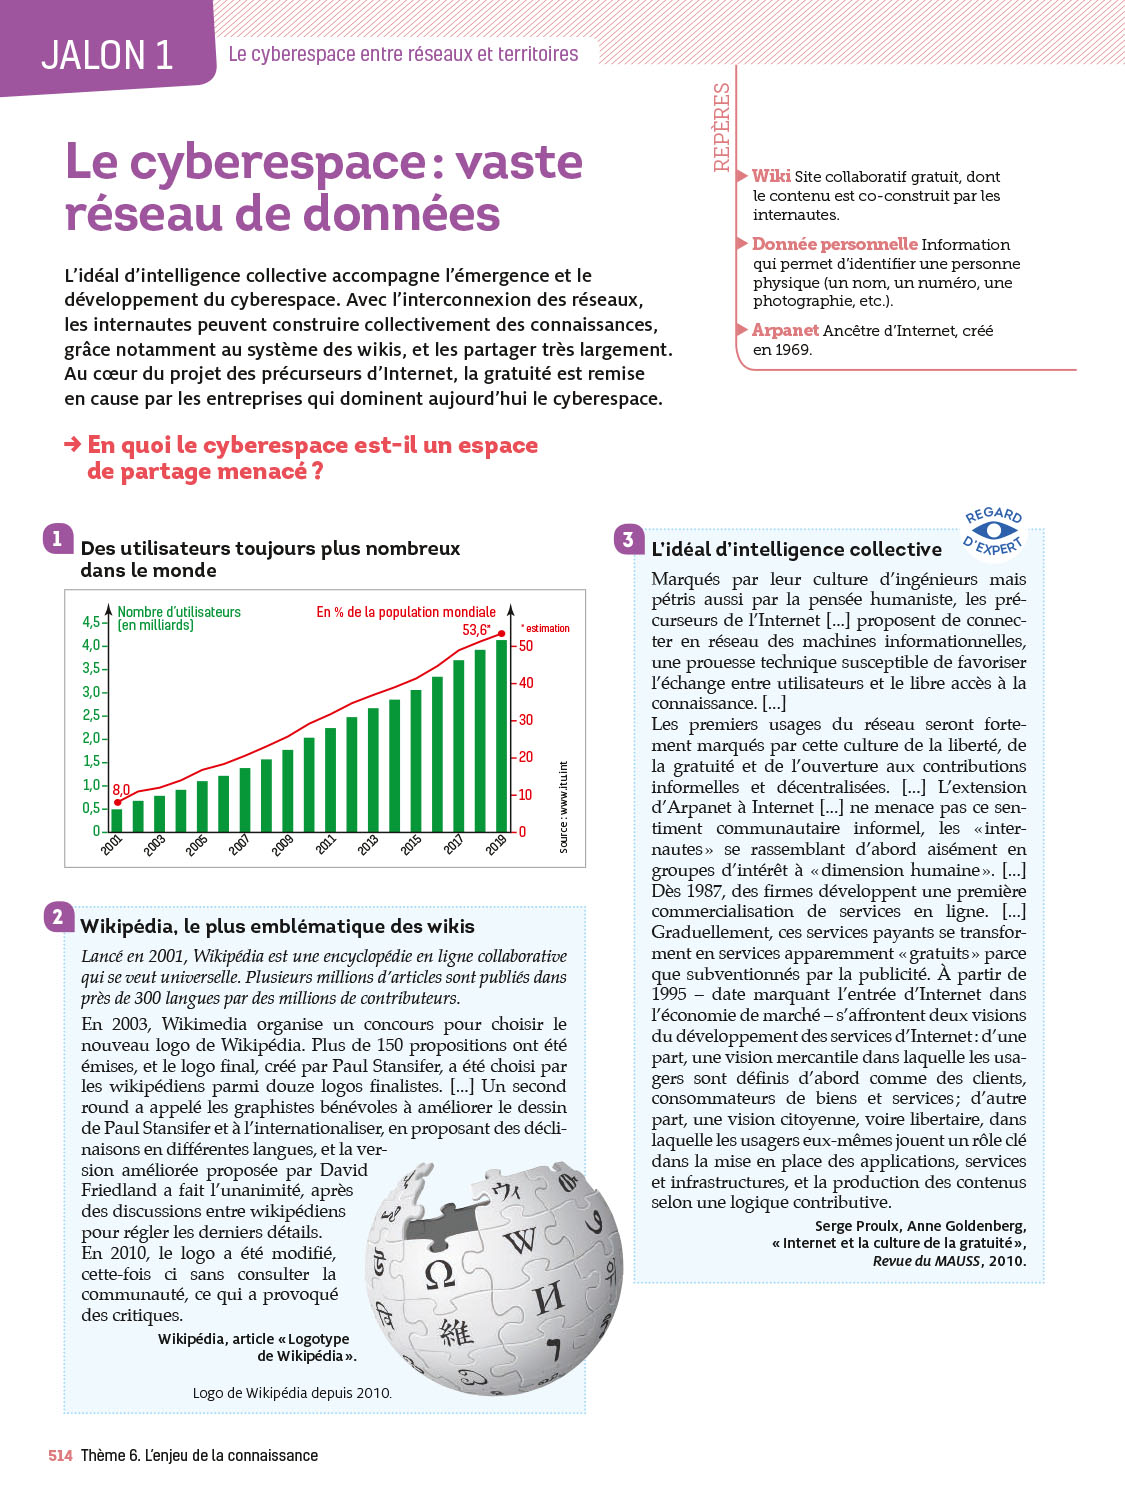 JALON 1
Le cyberespace entre réseaux et territoires
Le cyberespace : vaste
réseau de données
L'idéal d'intelligence collective accompagne l'émergence et le
développement du cyberespace. Avec l'interconnexion des réseaux,
les internautes peuvent construire collectivement des connaissances,
grâce notamment au système des wikis, et les partager très largement.
Au cœur du projet des précurseurs d'Internet, la gratuité est remise
en cause par les entreprises qui dominent aujourd'hui le cyberespace.
→ En quoi le cyberespace est-il un espace
de partage menacé ?
REPÈRES
Wiki Site collaboratif gratuit, dont
le contenu est co-construit par les
internautes.
Donnée personnelle Information
qui permet d'identifier une personne
physique (un nom, un numéro, une
photographie, etc.).
Arpanet Ancêtre d'Internet, créé
en 1969.
1
Des utilisateurs toujours plus nombreux
dans le monde
Nombre d'utilisateurs
(en milliards)
En % de la population mondiale
53,6*
* estimation
4,5
4,0
3,5
3,0
2,5
2,0
1,5
1,0
0,5
0
8,0
50
40
30
20
10
0
2001
2003
2005
2007
2009
2011
2013
2015
2017
2019
source : www.itu.int
2
Wikipédia, le plus emblématique des wikis
Lancé en 2001, Wikipédia est une encyclopédie en ligne collaborative
qui se veut universelle. Plusieurs millions d'articles sont publiés dans
près de 300 langues par des millions de contributeurs.
En 2003, Wikimedia organise un concours pour choisir le
nouveau logo de Wikipédia. Plus de 150 propositions ont été
émises, et le logo final, créé par Paul Stansifer, a été choisi par
les wikipédiens parmi douze logos finalistes. [...] Un second
round a appelé les graphistes bénévoles à améliorer le dessin
de Paul Stansifer et à l'internationaliser, en proposant des décli-
naisons en différentes langues, et la ver-
sion améliorée proposée par David
Friedland a fait l'unanimité, après
des discussions entre wikipédiens
pour régler les derniers détails.
En 2010, le logo a été modifié,
cette-fois ci sans consulter la
communauté, ce qui a provoqué
des critiques.
Wikipédia, article « Logotype
de Wikipédia ».
Logo de Wikipédia depuis 2010.
ウィ
W
Ω
И
維
ר
3
L'idéal d'intelligence collective
REGARD
D'EXPERT
Marqués par leur culture d'ingénieurs mais
pétris aussi par la pensée humaniste, les pré-
curseurs de l'Internet [...] proposent de connec-
ter en réseau des machines informationnelles,
une prouesse technique susceptible de favoriser
l'échange entre utilisateurs et le libre accès à la
connaissance. [...]
Les premiers usages du réseau seront forte-
ment marqués par cette culture de la liberté, de
la gratuité et de l'ouverture aux contributions
informelles et décentralisées. [...] L'extension
d'Arpanet à Internet [...] ne menace pas ce sen-
timent communautaire informel, les « inter-
nautes » se rassemblant d'abord aisément en
groupes d'intérêt à « dimension humaine ». [...]
Dès 1987, des firmes développent une première
commercialisation de services en ligne. [...]
Graduellement, ces services payants se transfor-
ment en services apparemment « gratuits » parce
que subventionnés par la publicité. À partir de
1995 – date marquant l'entrée d'Internet dans
l'économie de marché – s'affrontent deux visions
du développement des services d'Internet : d'une
part, une vision mercantile dans laquelle les usa-
gers sont définis d'abord comme des clients,
consommateurs de biens et services ; d'autre
part, une vision citoyenne, voire libertaire, dans
laquelle les usagers eux-mêmes jouent un rôle clé
dans la mise en place des applications, services
et infrastructures, et la production des contenus
selon une logique contributive.
Serge Proulx, Anne Goldenberg,
« Internet et la culture de la gratuité »,
Revue du MAUSS, 2010.
514 Thème 6. L'enjeu de la connaissance